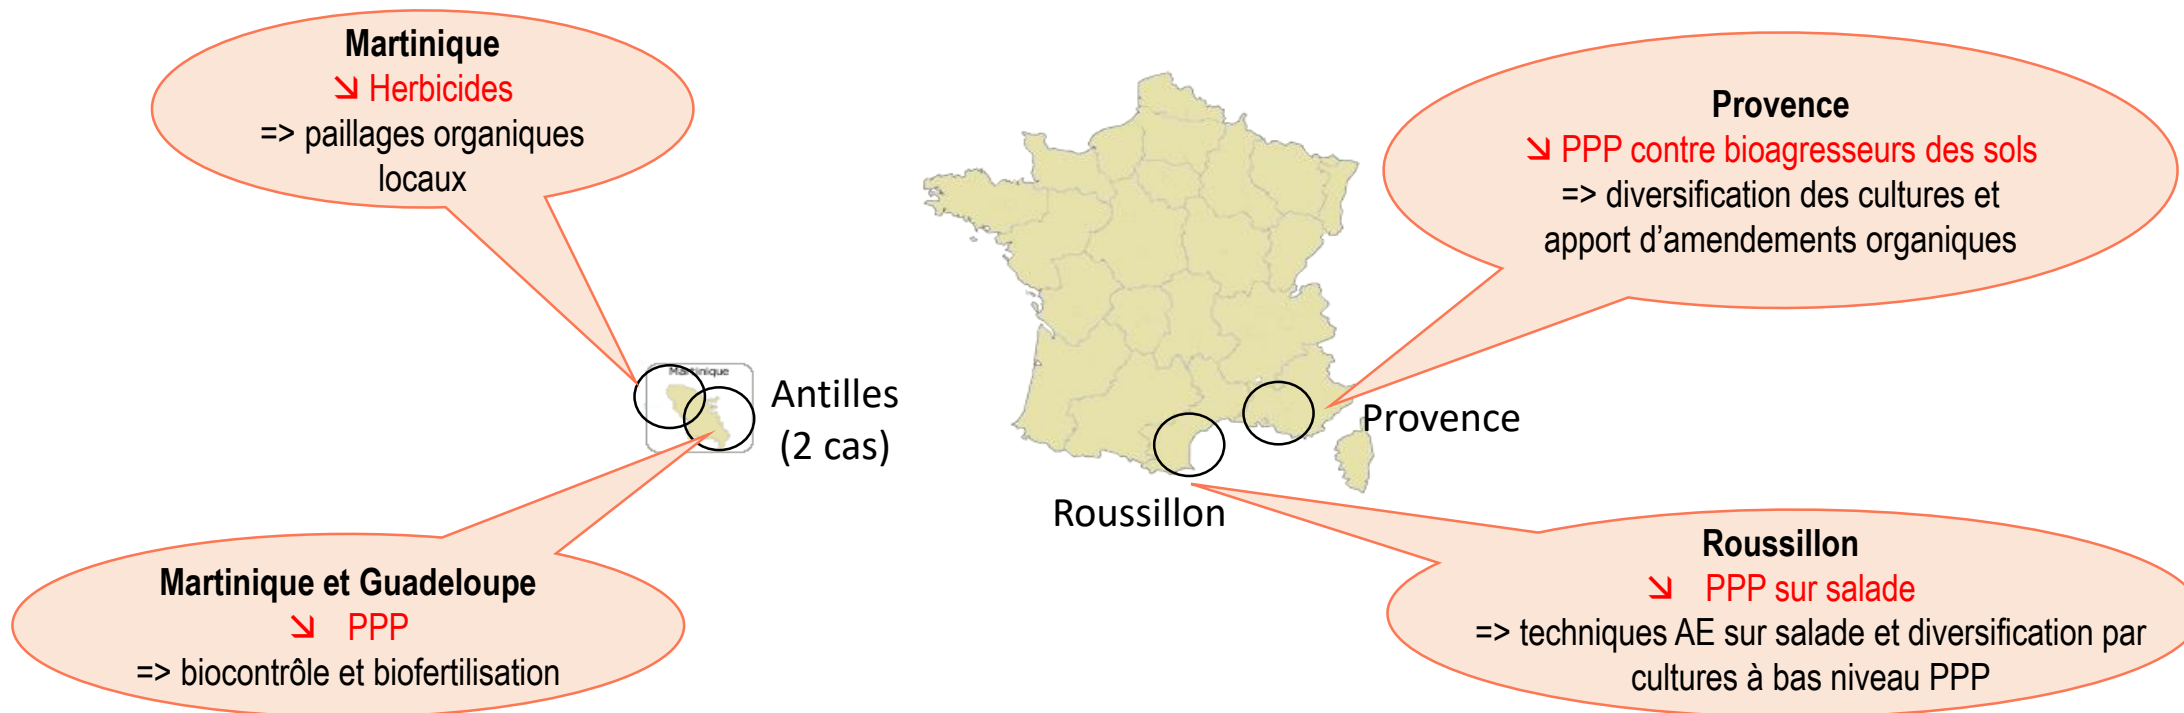 Martinique
↘ Herbicides
=> paillages organiques
locaux
Provence
↘ PPP contre bioagresseurs des sols
=> diversification des cultures et
apport d'amendements organiques
Martinique
Antilles
(2 cas)
Provence
Roussillon
Martinique et Guadeloupe
↘ PPP
=> biocontrôle et biofertilisation
Roussillon
↘ PPP sur salade
=> techniques AE sur salade et diversification par
cultures à bas niveau PPP